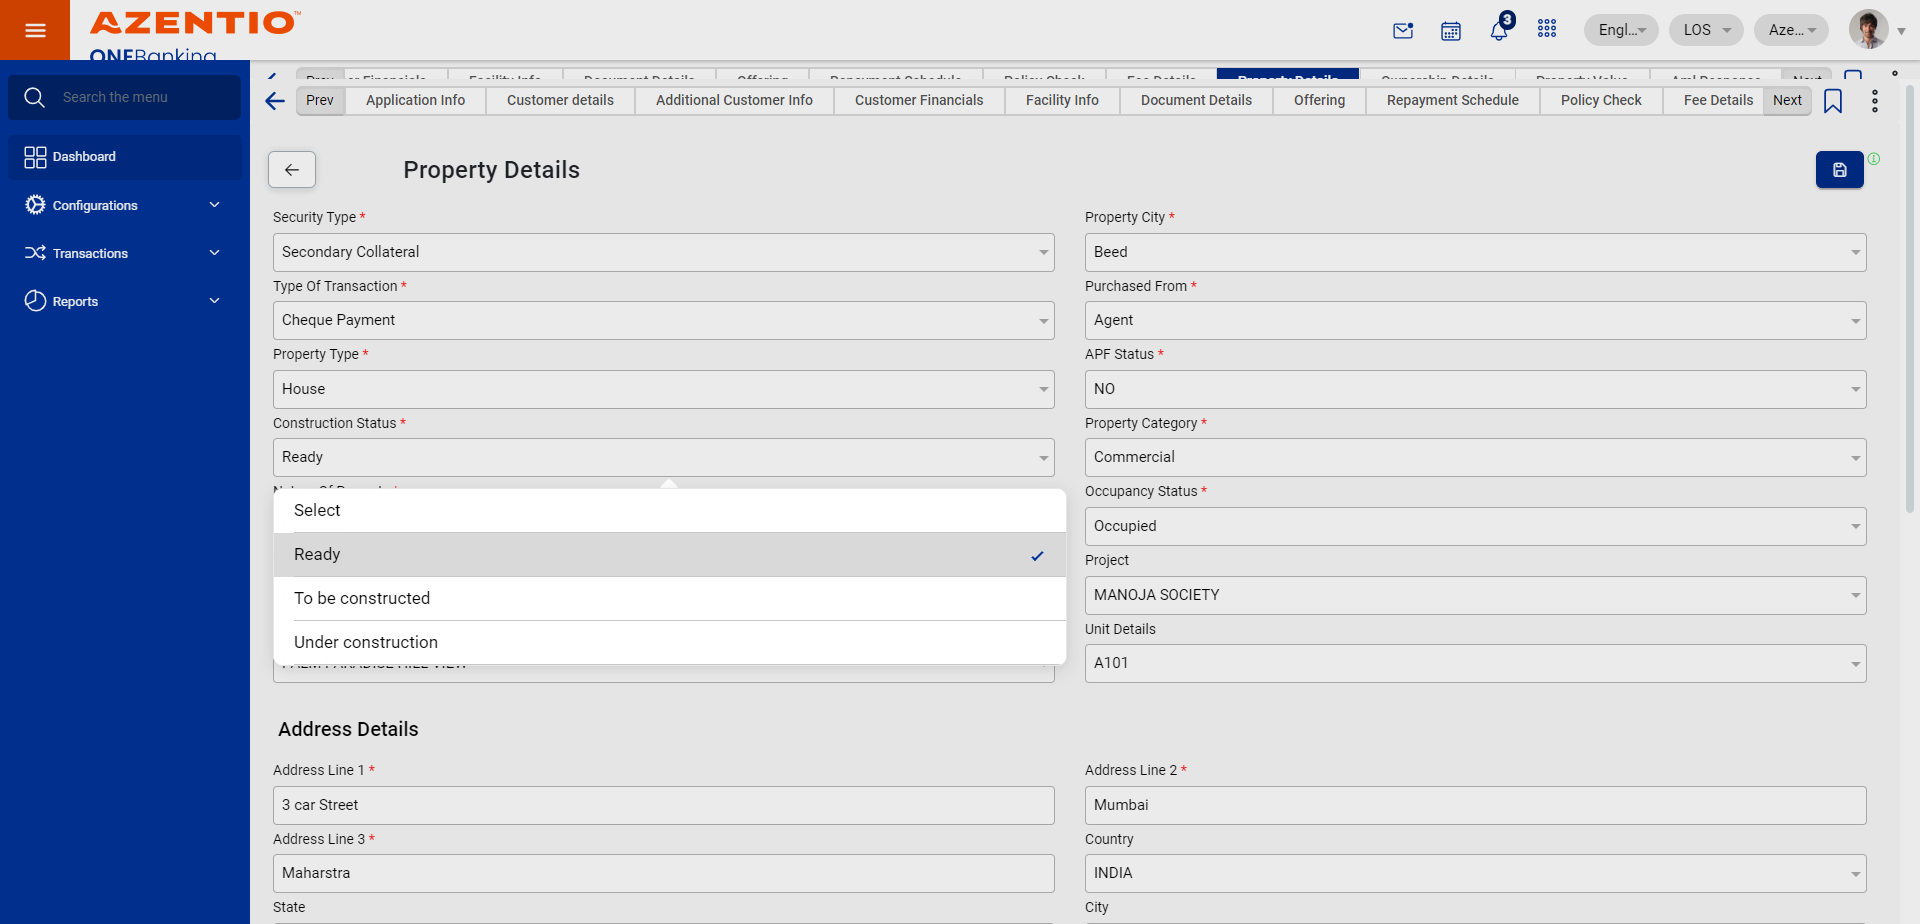 AZENTIO™
ONEBanking
3
Engl...
LOS
Aze...
Search the menu
Dashboard
Configurations
Transactions
Reports
Prev
Application Info
Customer details
Additional Customer Info
Customer Financials
Facility Info
Document Details
Offering
Repayment Schedule
Policy Check
Fee Details
Next
Property Details
Security Type *
Secondary Collateral
Property City *
Beed
Type Of Transaction *
Cheque Payment
Purchased From *
Agent
Property Type *
House
APF Status *
NO
Construction Status *
Ready
Property Category *
Commercial
Select
Ready
To be constructed
Under construction
Occupancy Status *
Occupied
Project
MANOJA SOCIETY
Unit Details
A101
Address Details
Address Line 1 *
3 car Street
Address Line 2 *
Mumbai
Address Line 3 *
Maharstra
Country
INDIA
State
City